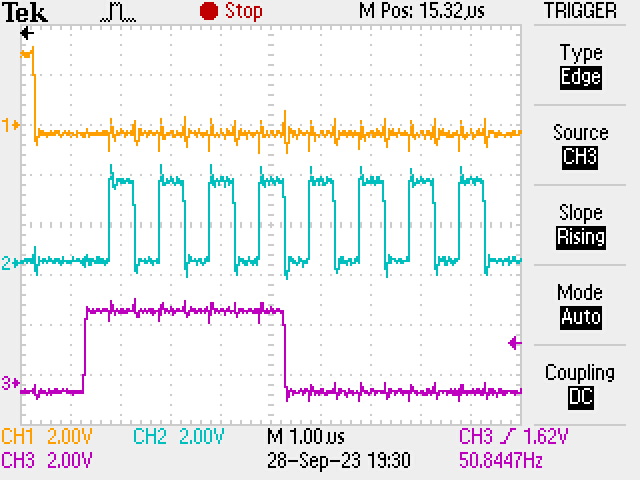 Tek Stop M Pos: 15.32µs TRIGGER
Type
Edge
1
Source
CH3
Slope
Rising
2
Mode
Auto
Coupling
DC
3
CH1 2.00V CH2 2.00V M 1.00µs CH3 1.62V
CH3 2.00V 28-Sep-23 19:30 50.8447Hz